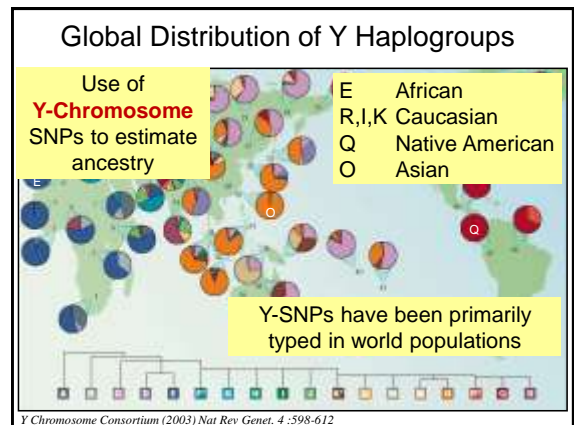 Global Distribution of Y Haplogroups
Use of
Y-Chromosome
SNPs to estimate
ancestry
E African
R,I,K Caucasian
Q Native American
O Asian
E
O
Q
Y-SNPs have been primarily
typed in world populations
Y Chromosome Consortium (2003) Nat Rev Genet. 4 :598-612